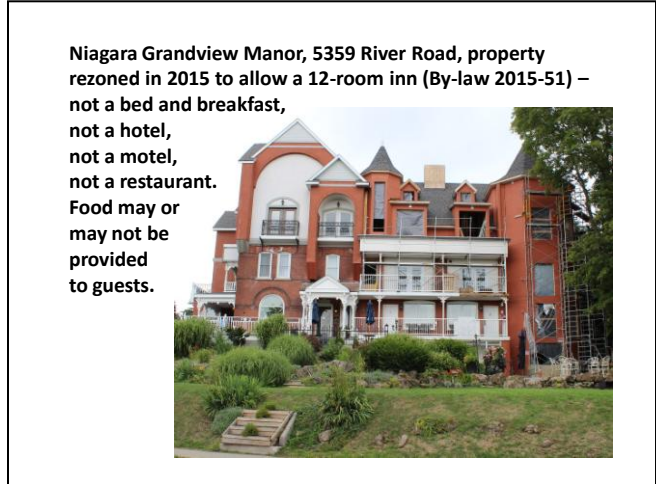 Niagara Grandview Manor, 5359 River Road, property
rezoned in 2015 to allow a 12-room inn (By-law 2015-51) –
not a bed and breakfast,
not a hotel,
not a motel,
not a restaurant.
Food may or
may not be
provided
to guests.